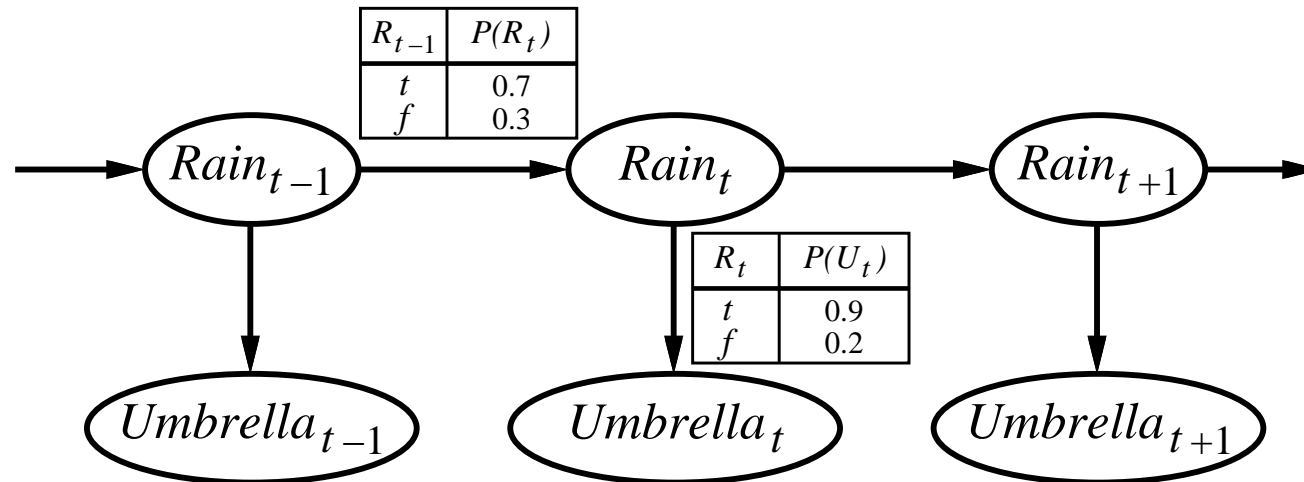 R_{t-1} P(R_t)
t 0.7
f 0.3
Rain_{t-1} Rain_t Rain_{t+1}
R_t P(U_t)
t 0.9
f 0.2
Umbrella_{t-1} Umbrella_t Umbrella_{t+1}